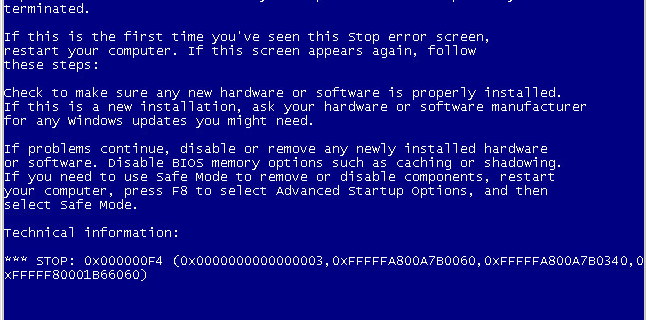 terminated.
If this is the first time you've seen this Stop error screen,
restart your computer. If this screen appears again, follow
these steps:
Check to make sure any new hardware or software is properly installed.
If this is a new installation, ask your hardware or software manufacturer
for any Windows updates you might need.
If problems continue, disable or remove any newly installed hardware
or software. Disable BIOS memory options such as caching or shadowing.
If you need to use Safe Mode to remove or disable components, restart
your computer, press F8 to select Advanced Startup Options, and then
select Safe Mode.
Technical information:
*** STOP: 0x000000F4 (0x0000000000000003,0xFFFFFA800A7B0060,0xFFFFFA800A7B0340,0
xFFFFF80001B66060)